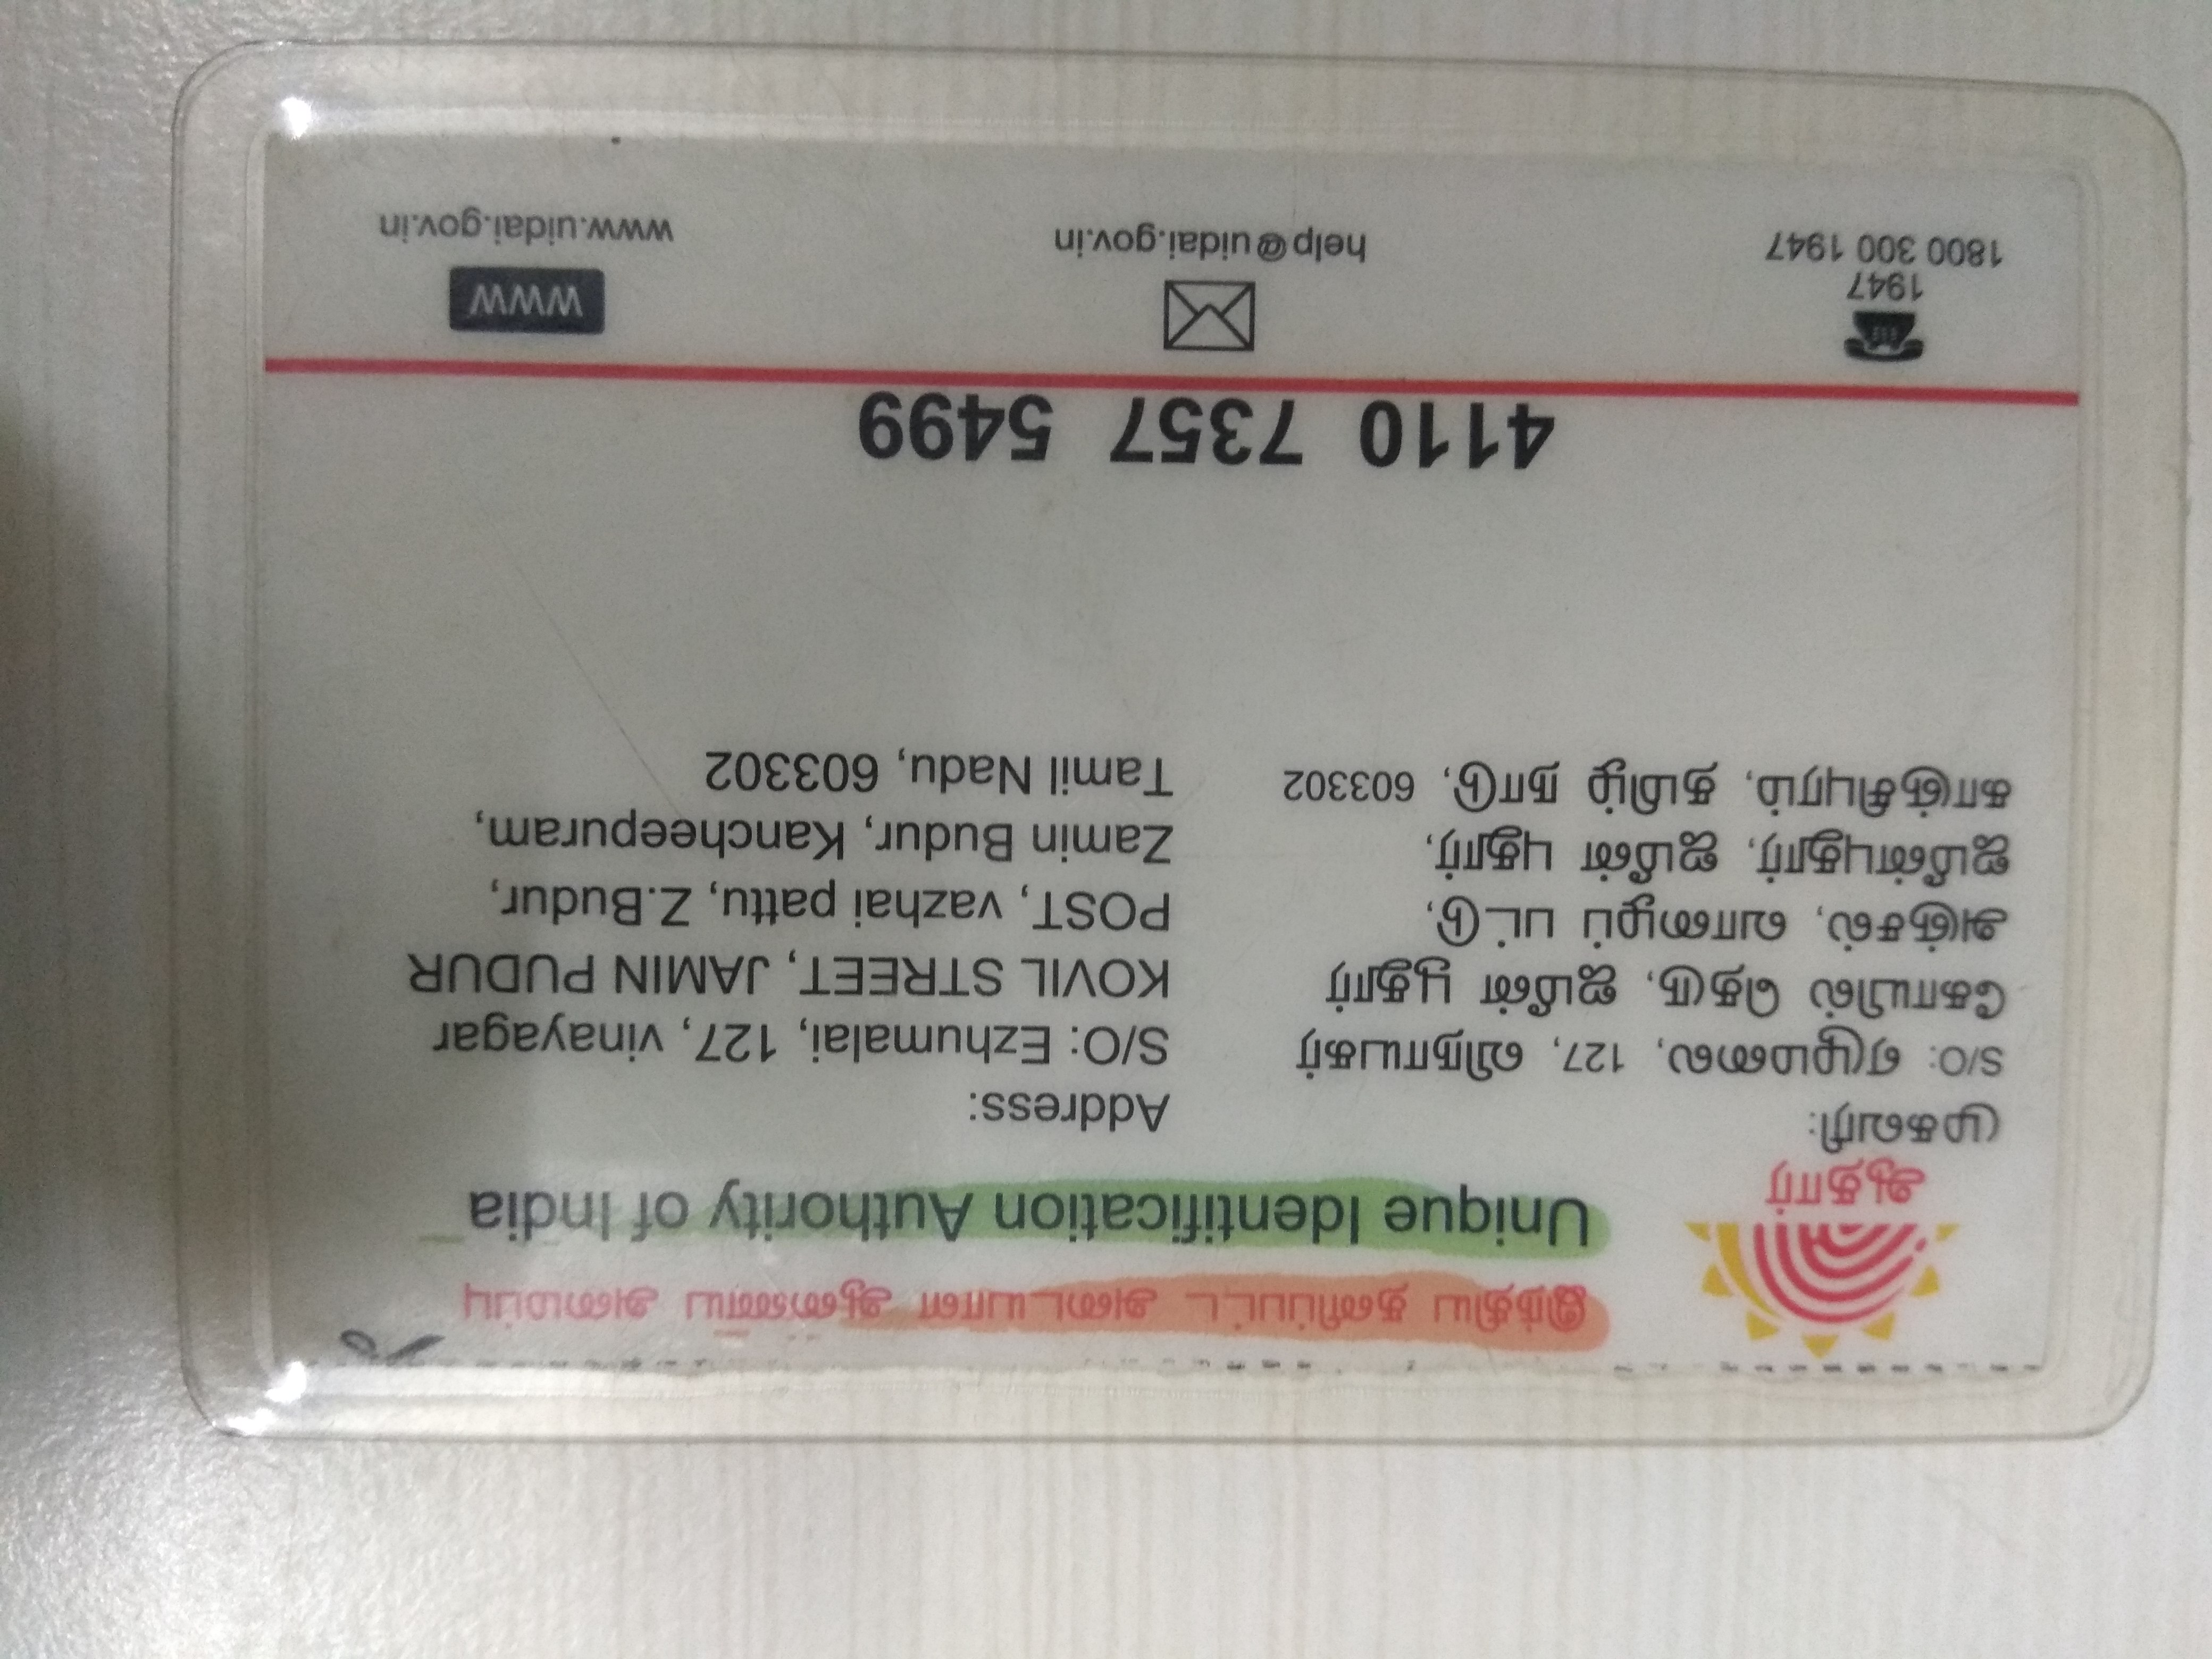 இந்திய தனிப்பட்ட அடையாள ஆணைய அமைப்பு
Unique Identification Authority of India
ஆதார்
முகவரி:
S/O: ஏழுமலை, 127, விநாயகர்
கோயில் தெரு, ஜமீன் பூதூர்
அஞ்சல், வாழைப் பட்டு,
ஜமீன்புதூர், ஜமீன் புதூர்,
காஞ்சிபுரம், தமிழ் நாடு, 603302
Address:
S/O: Ezhumalai, 127, vinayagar
KOVIL STREET, JAMIN PUDUR
POST, vazhai pattu, Z.Budur,
Zamin Budur, Kancheepuram,
Tamil Nadu, 603302
4110 7357 5499
1947
1800 300 1947
help@uidai.gov.in
WWW
www.uidai.gov.in